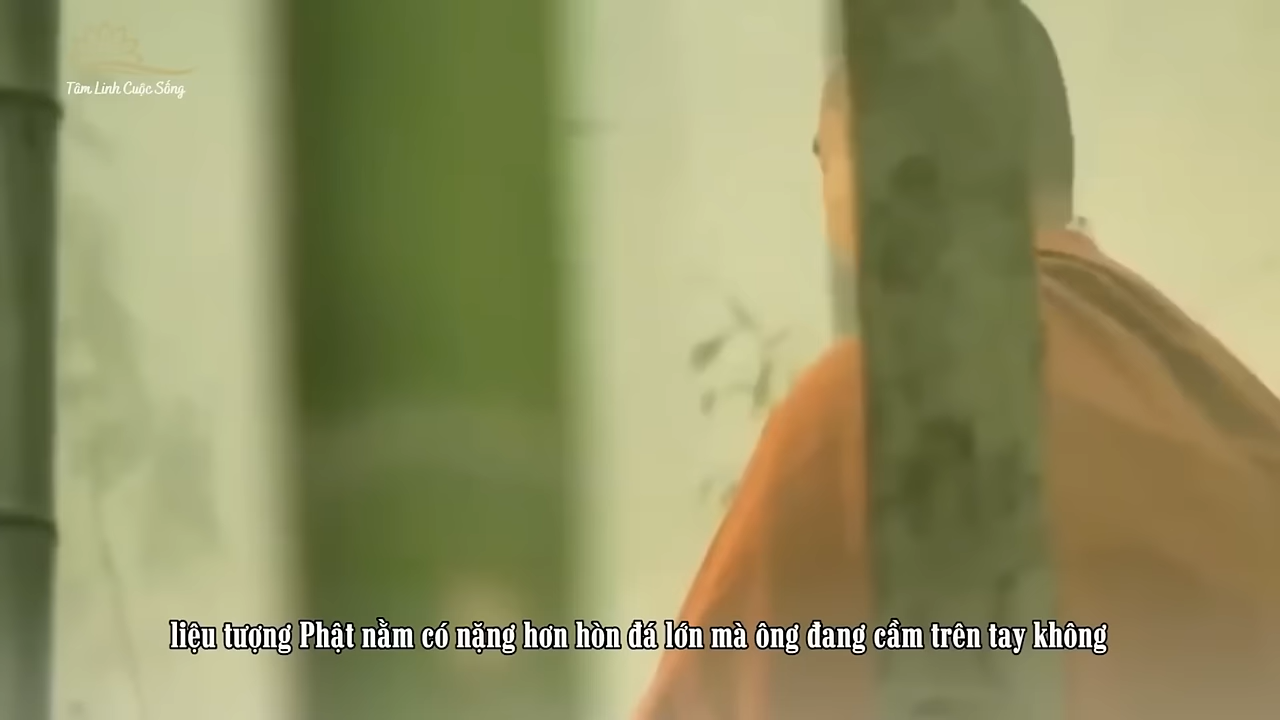 Tâm Linh Cuộc Sống
liệu tượng Phật nằm có nặng hơn hòn đá lớn mà ông đang cầm trên tay không